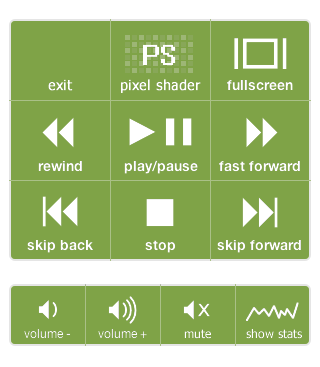 PS
exit
pixel shader
fullscreen
rewind
play/pause
fast forward
skip back
stop
skip forward
volume -
volume +
mute
show stats